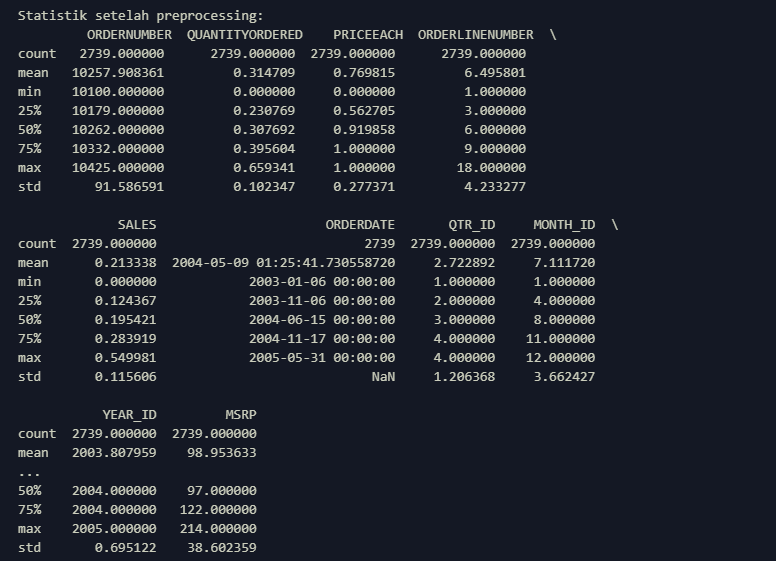 Statistik setelah preprocessing:
        ORDERNUMBER  QUANTITYORDERED    PRICEEACH  ORDERLINENUMBER  \
count   2739.000000      2739.000000  2739.000000      2739.000000
mean   10257.908361         0.314709     0.769815         6.495801
min    10100.000000         0.000000     0.000000         1.000000
25%    10179.000000         0.230769     0.562705         3.000000
50%    10262.000000         0.307692     0.919858         6.000000
75%    10332.000000         0.395604     1.000000         9.000000
max    10425.000000         0.659341     1.000000        18.000000
std       91.586591         0.102347     0.277371         4.233277
             SALES                      ORDERDATE       QTR_ID     MONTH_ID  \
count  2739.000000                           2739  2739.000000  2739.000000
mean      0.213338  2004-05-09 01:25:41.730558720     2.722892     7.111720
min       0.000000            2003-01-06 00:00:00     1.000000     1.000000
25%       0.124367            2003-11-06 00:00:00     2.000000     4.000000
50%       0.195421            2004-06-15 00:00:00     3.000000     8.000000
75%       0.283919            2004-11-17 00:00:00     4.000000    11.000000
max       0.549981            2005-05-31 00:00:00     4.000000    12.000000
std       0.115606                            NaN     1.206368     3.662427
           YEAR_ID         MSRP
count  2739.000000  2739.000000
mean   2003.807959    98.953633
...
50%    2004.000000    97.000000
75%    2004.000000   122.000000
max    2005.000000   214.000000
std       0.695122    38.602359